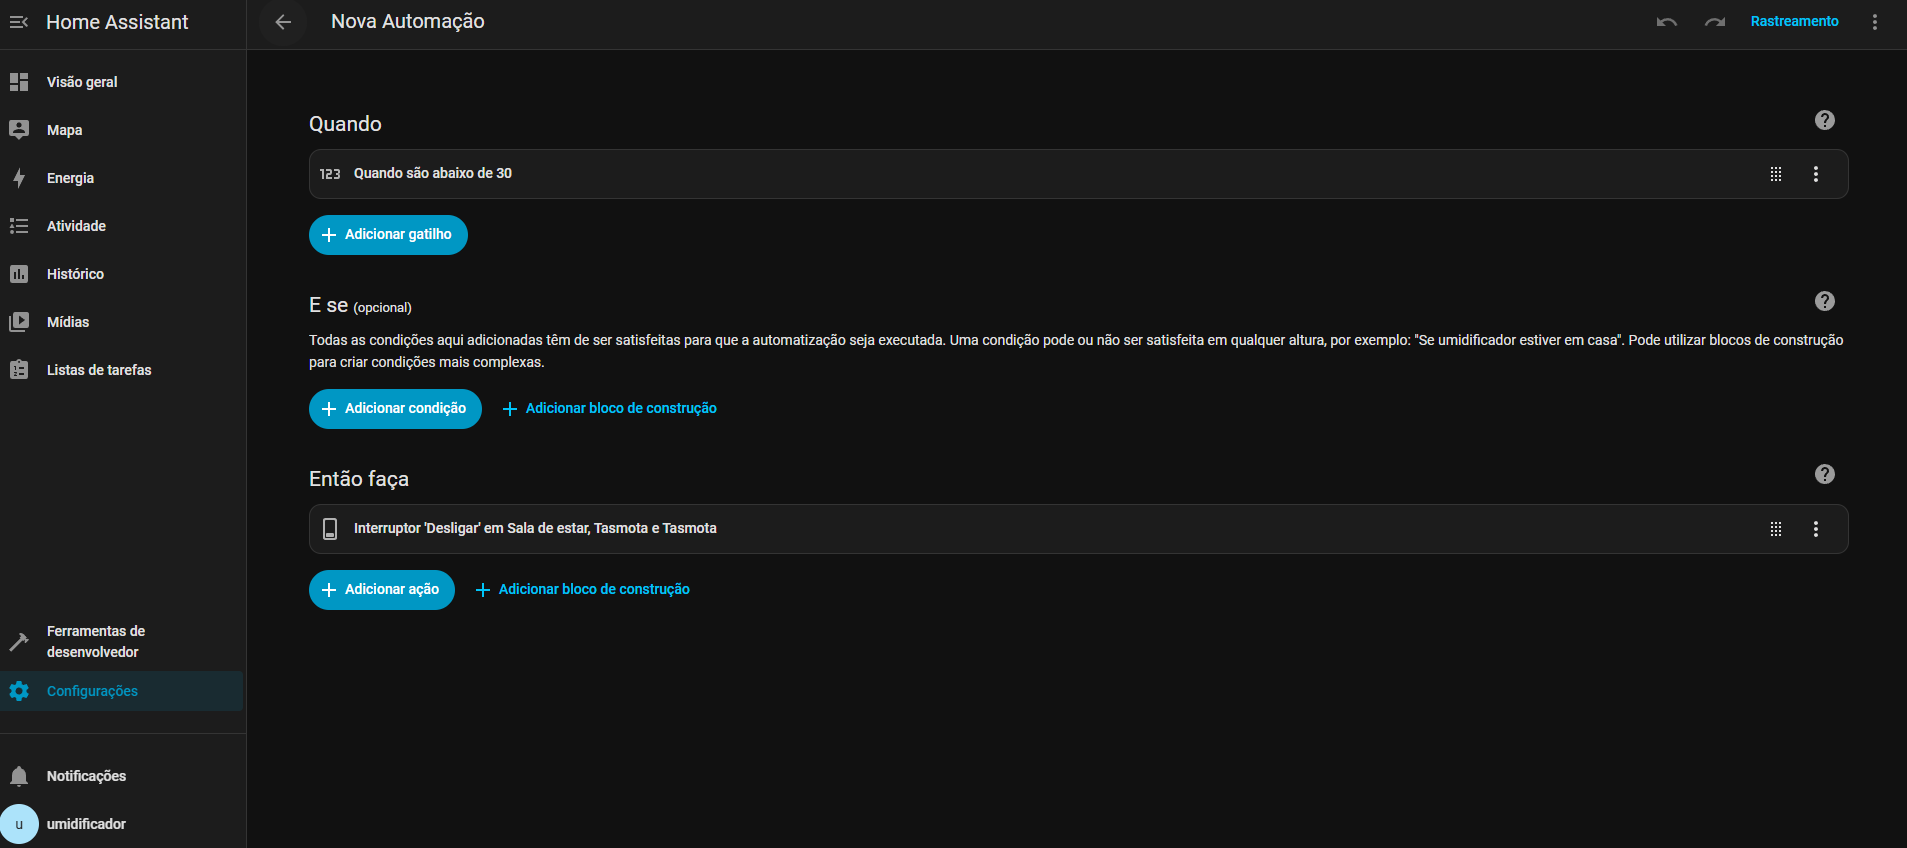 Home Assistant
Nova Automação
Rastreamento
Visão geral
Mapa
Energia
Atividade
Histórico
Mídias
Listas de tarefas
Ferramentas de
desenvolvedor
Configurações
Notificações
u
umidificador
Quando
123
Quando são abaixo de 30
Adicionar gatilho
E se (opcional)
Todas as condições aqui adicionadas têm de ser satisfeitas para que a automatização seja executada. Uma condição pode ou não ser satisfeita em qualquer altura, por exemplo: "Se umidificador estiver em casa". Pode utilizar blocos de construção
para criar condições mais complexas.
Adicionar condição
Adicionar bloco de construção
Então faça
Interruptor 'Desligar' em Sala de estar, Tasmota e Tasmota
Adicionar ação
Adicionar bloco de construção